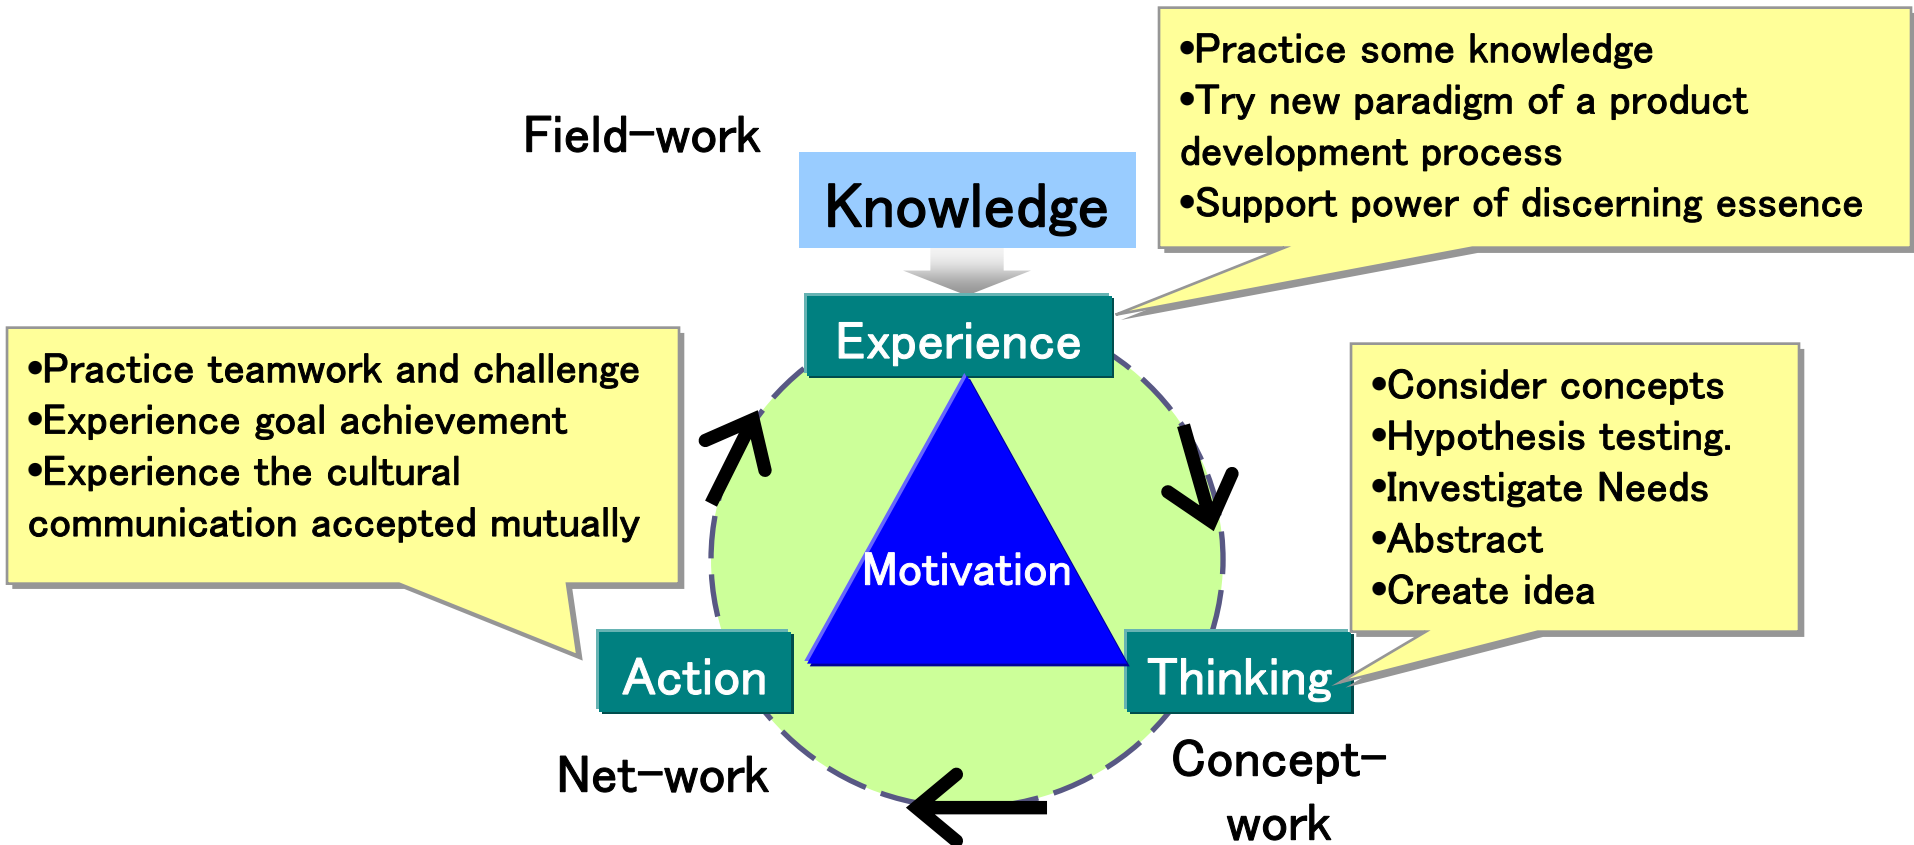 •Practice some knowledge
•Try new paradigm of a product
development process
•Support power of discerning essence
Field-work
Knowledge
Experience
•Practice teamwork and challenge
•Experience goal achievement
•Experience the cultural
communication accepted mutually
•Consider concepts
•Hypothesis testing.
•Investigate Needs
•Abstract
•Create idea
Motivation
Action
Thinking
Net-work
Concept-
work